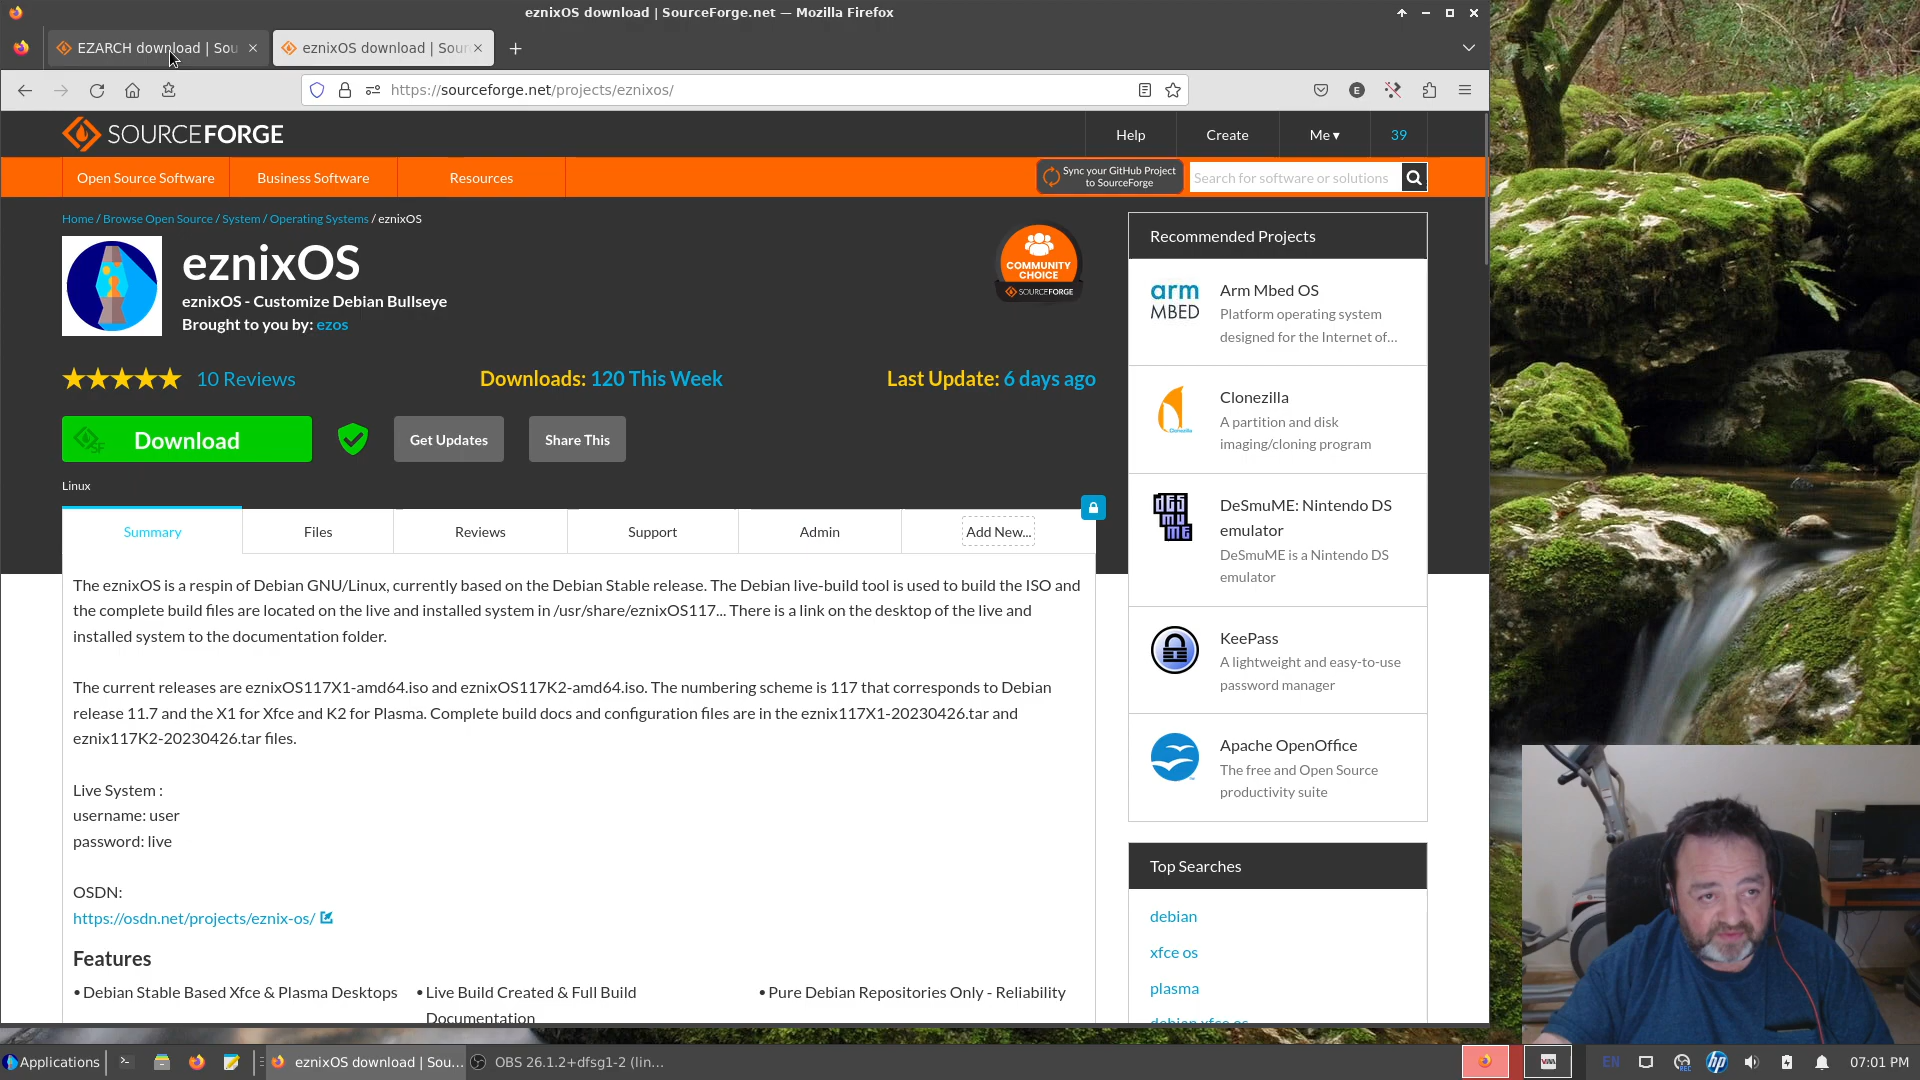 eznixOS download | SourceForge.net — Mozilla Firefox
EZARCH download | Sou
eznixOS download | Sour
https://sourceforge.net/projects/eznixos/
SOURCEFORGE
Help
Create
Me
39
Open Source Software
Business Software
Resources
Sync your GitHub Project
to SourceForge
Search for software or solutions
Home / Browse Open Source / System / Operating Systems / eznixOS
eznixOS
eznixOS - Customize Debian Bullseye
Brought to you by: ezos
COMMUNITY
CHOICE
SOURCEFORGE
10 Reviews
Downloads: 120 This Week
Last Update: 6 days ago
Download
Get Updates
Share This
Linux
Summary
Files
Reviews
Support
Admin
Add New...
The eznixOS is a respin of Debian GNU/Linux, currently based on the Debian Stable release. The Debian live-build tool is used to build the ISO and
the complete build files are located on the live and installed system in /usr/share/eznixOS117... There is a link on the desktop of the live and
installed system to the documentation folder.
The current releases are eznixOS117X1-amd64.iso and eznixOS117K2-amd64.iso. The numbering scheme is 117 that corresponds to Debian
release 11.7 and the X1 for Xfce and K2 for Plasma. Complete build docs and configuration files are in the eznix117X1-20230426.tar and
eznix117K2-20230426.tar files.
Live System :
username: user
password: live
OSDN:
https://osdn.net/projects/eznix-os/
Features
• Debian Stable Based Xfce & Plasma Desktops
• Live Build Created & Full Build
Documentation
• Pure Debian Repositories Only - Reliability
Recommended Projects
arm
MBED
Arm Mbed OS
Platform operating system
designed for the Internet of...
Clonezilla
Clonezilla
A partition and disk
imaging/cloning program
DeSmuME
DeSmuME: Nintendo DS
emulator
DeSmuME is a Nintendo DS
emulator
KeePass
A lightweight and easy-to-use
password manager
Apache OpenOffice
The free and Open Source
productivity suite
Top Searches
debian
xfce os
plasma
debian xfce os
Applications
eznixOS download | Sou...
OBS 26.1.2+dfsg1-2 (lin...
EN
REC
hp
07:01 PM